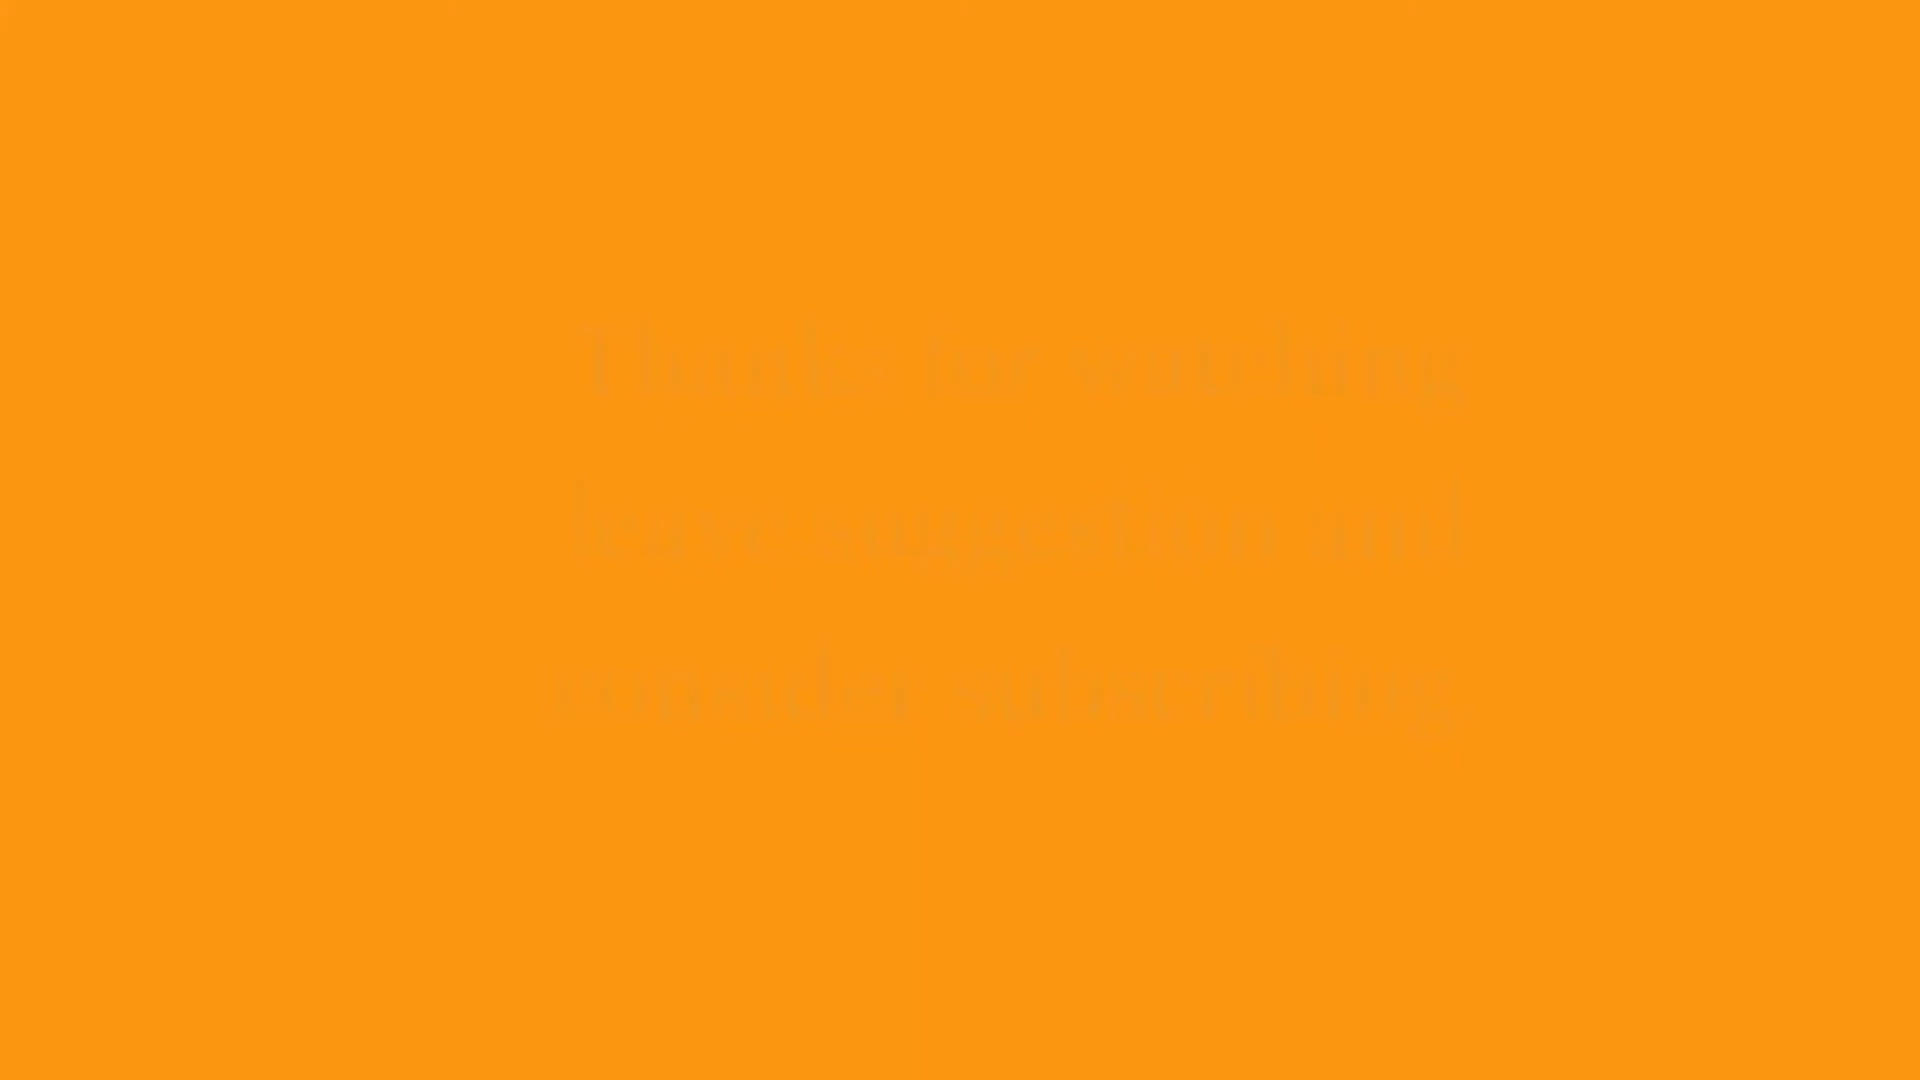 Thanks for watching
leave suggestion and
consider subscribing.